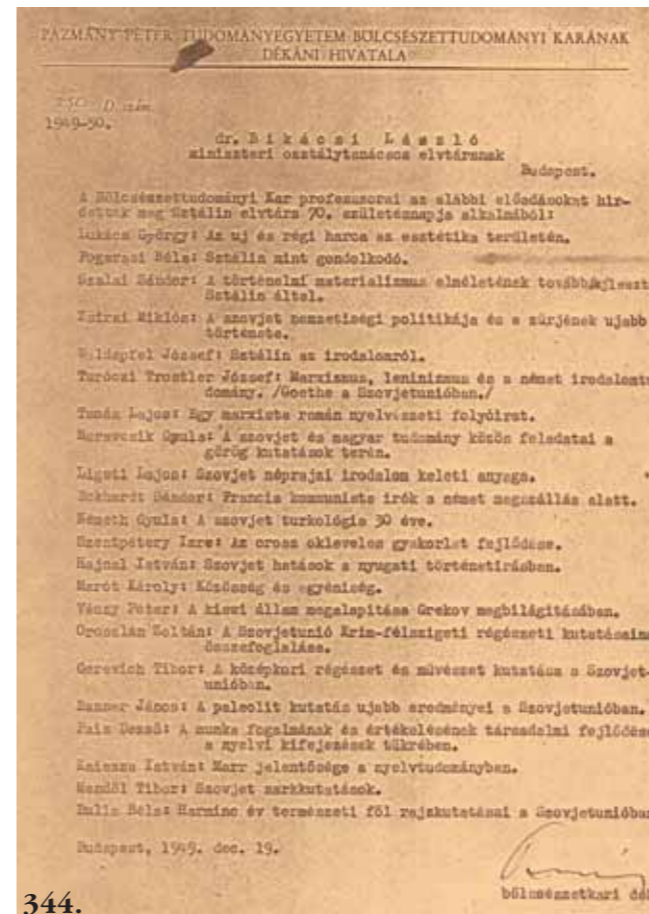 PÁZMÁNY PÉTER TUDOMÁNYEGYETEM BÖLCSÉSZETTUDOMÁNYI KARÁNAK
DÉKÁNI HIVATALA
D. szám
1949-50.
dr. Bikácsi László
miniszteri osztálytanácsos elvtársnak
Budapest.
A Bölcsészettudományi Kar professzorai az alábbi előadásokat hir-
dették meg Sztálin elvtárs 70. születésnapja alkalmából:
Lukács György: Az uj és régi harca az esztétika területén.
Fogarasi Béla: Sztálin mint gondolkodó.
Szalai Sándor: A történelmi materializmus elméletének továbbfejleszt
Sztálin által.
Miklós: A szovjet nemzetiségi politikája és a ujabb
története.
Waldapfel József: Sztálin az irodalomról.
Turóczi Trostler József: Marxizmus, leninizmus és a német irodalomtu
domány. /Goethe a Szovjetunióban./
Tamás Lajos: Egy marxista román nyelvészeti folyóirat.
Moravcsik Gyula: A szovjet és magyar tudomány közös feladatai a
görög kutatások terén.
Ligeti Lajos: Szovjet néprajzi irodalom keleti anyaga.
Eckhardt Sándor: Francia kommunista irók a német megszállás alatt.
Németh Gyula: A szovjet turkológia 30 éve.
Szentpétery Imre: Az orosz okleveles gyakorlat fejlődése.
Hajnal István: Szovjet hatások a nyugati történetirásban.
Marót Károly: Közösség és egyéniség.
Váczy Péter: A kiewi állam megalapitása Grekov megbilágitásában.
Oroszlán Zoltán: A Szovjetunió Krim-félszigeti régészeti kutatásaina
összefoglalása.
Gerevich Tibor: A középkori régészet és művészet kutatása a Szovjet-
unióban.
Banner János: A paleolit kutatás ujabb eredményei a Szovjetunióban.
Pais Dezső: A munka fogalmának és értékelésének társadalmi fejlődése
a nyelvi kifejezések tükrében.
Kniezsa István: Marr jelentősége a nyelvtudományban.
Mendöl Tibor: Szovjet sarkkutatások.
Bulla Béla: Harminc év természeti föl rajzkutatásai a Szovjetunióban
Budapest, 1949. dec. 19.
bölcsészetkari dé
344.